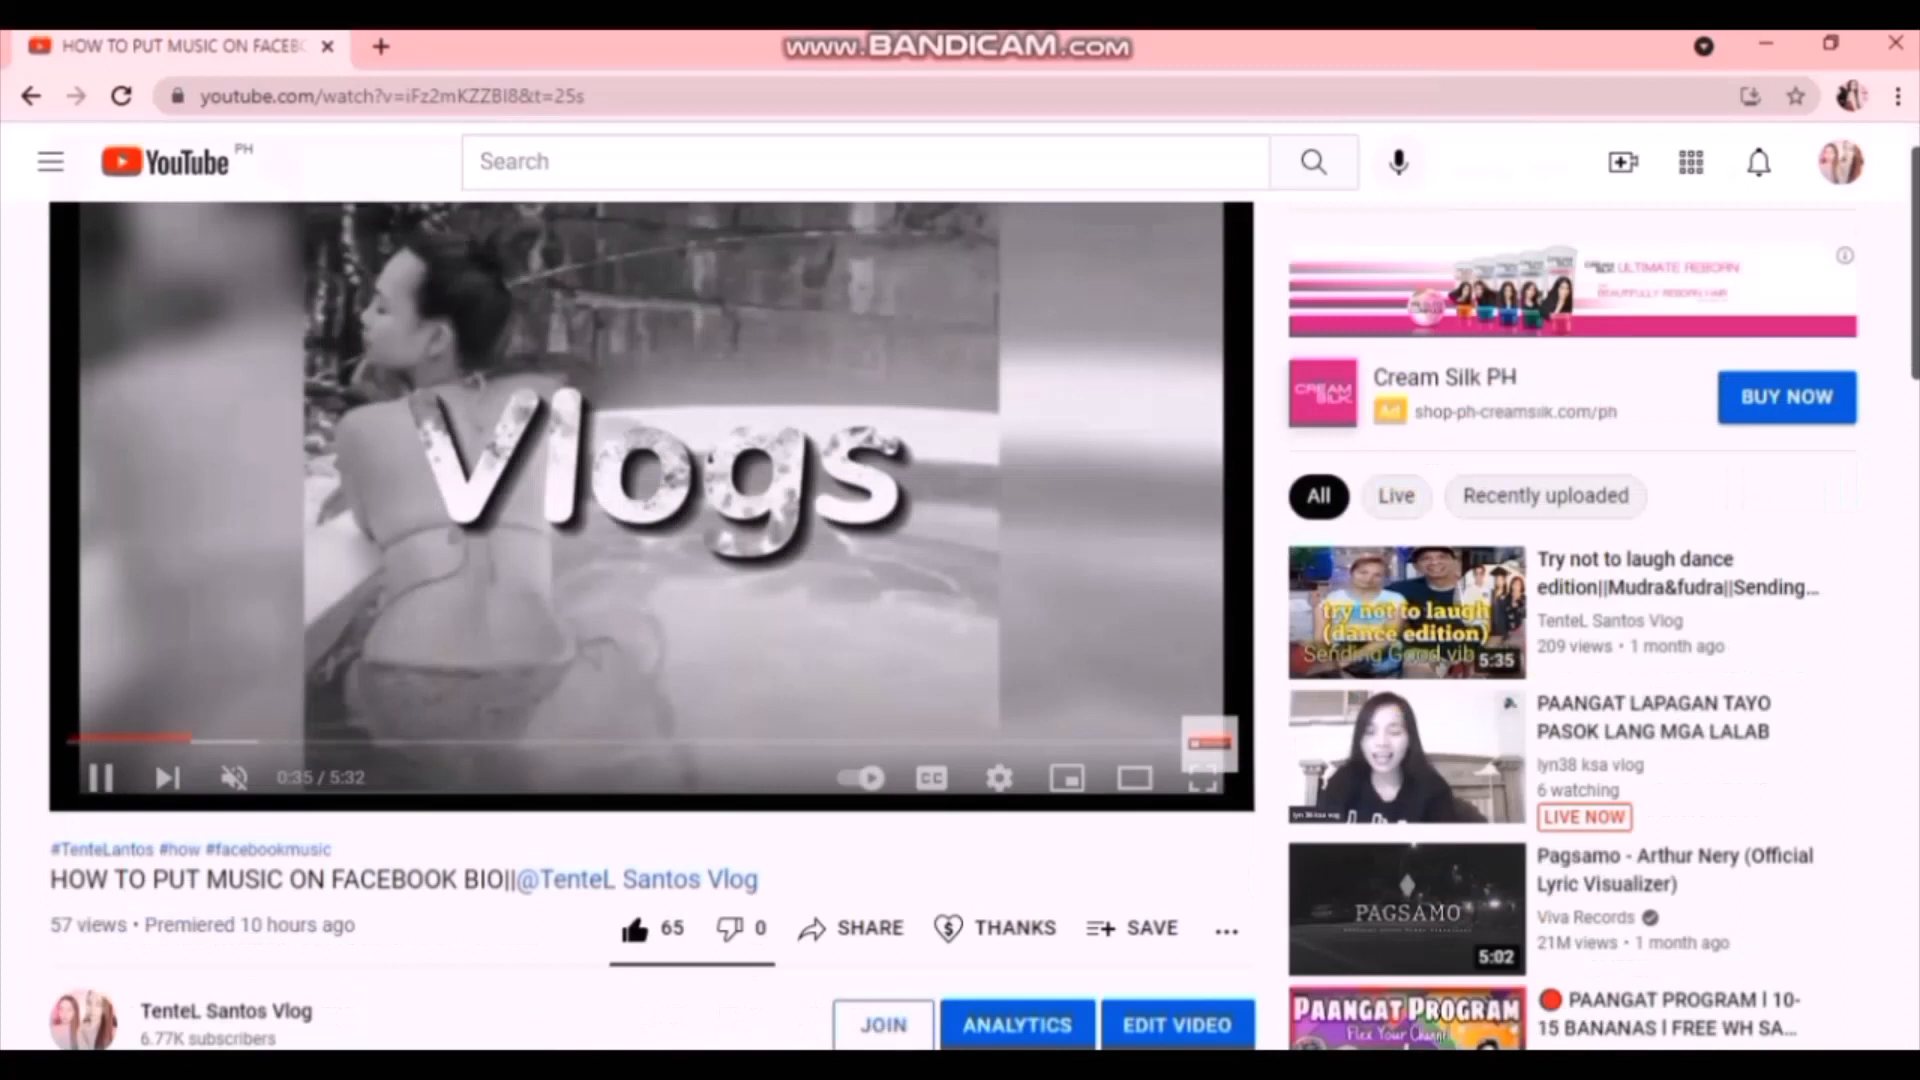 HOW TO PUT MUSIC ON FACEBO
www.BANDICAM.com
youtube.com/watch?v=iFz2mKZZBI8&t=25s
YouTube PH
Search
Vlogs
0:35 / 5:32
CC
#TenteLantos #how #facebookmusic
HOW TO PUT MUSIC ON FACEBOOK BIO||@TenteL Santos Vlog
57 views • Premiered 10 hours ago
65
0
SHARE
THANKS
SAVE
TenteL Santos Vlog
6.77K subscribers
JOIN
ANALYTICS
EDIT VIDEO
CREAM SILK ULTIMATE REBORN
BEAUTIFULLY REBORN HAIR
CREAM SILK
Cream Silk PH
Ad shop-ph-creamsilk.com/ph
BUY NOW
All
Live
Recently uploaded
try not to laugh
(dance edition)
Sending Good vib
5:35
Try not to laugh dance
edition||Mudra&fudra||Sending...
TenteL Santos Vlog
209 views • 1 month ago
PAANGAT LAPAGAN TAYO
PASOK LANG MGA LALAB
lyn38 ksa vlog
6 watching
LIVE NOW
PAGSAMO
5:02
Pagsamo - Arthur Nery (Official
Lyric Visualizer)
Viva Records
21M views • 1 month ago
PAANGAT PROGRAM
Flex Your Channel
PAANGAT PROGRAM l 10-
15 BANANAS l FREE WH SA...